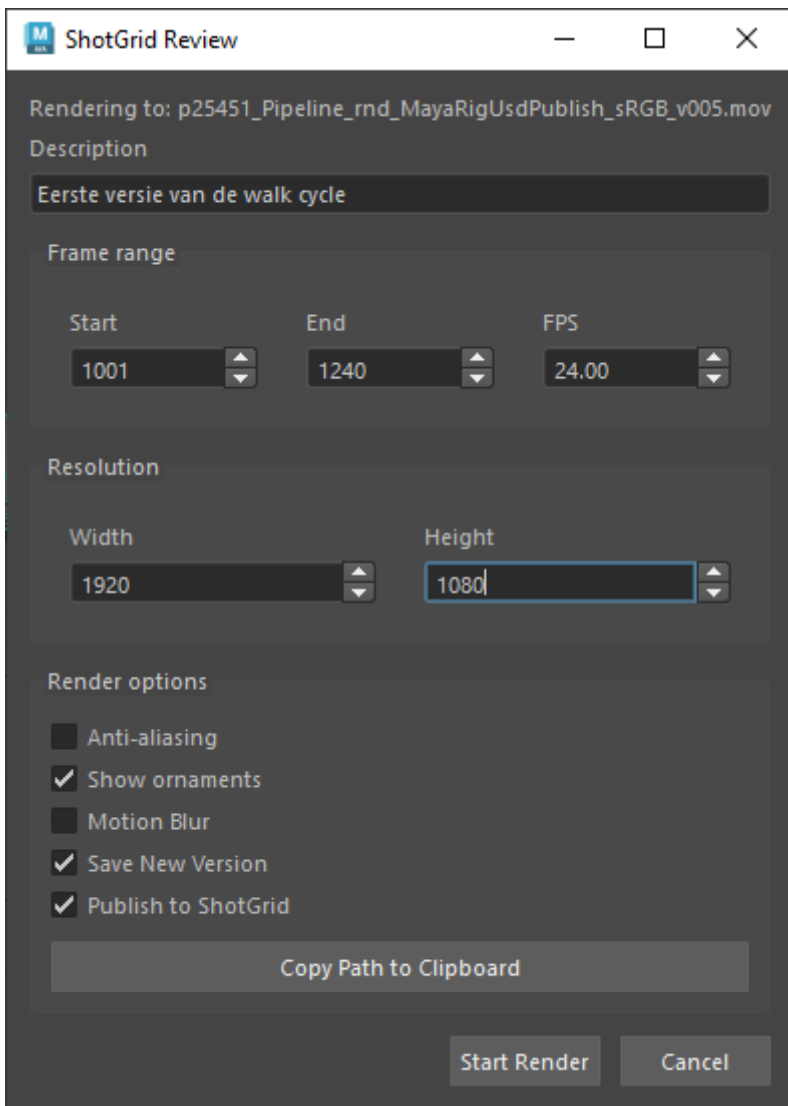 ShotGrid Review
Rendering to: p25451_Pipeline_rnd_MayaRigUsdPublish_sRGB_v005.mov
Description
Eerste versie van de walk cycle
Frame range
Start End FPS
1001 1240 24.00
Resolution
Width Height
1920 1080
Render options
Anti-aliasing
Show ornaments
Motion Blur
Save New Version
Publish to ShotGrid
Copy Path to Clipboard
Start Render Cancel